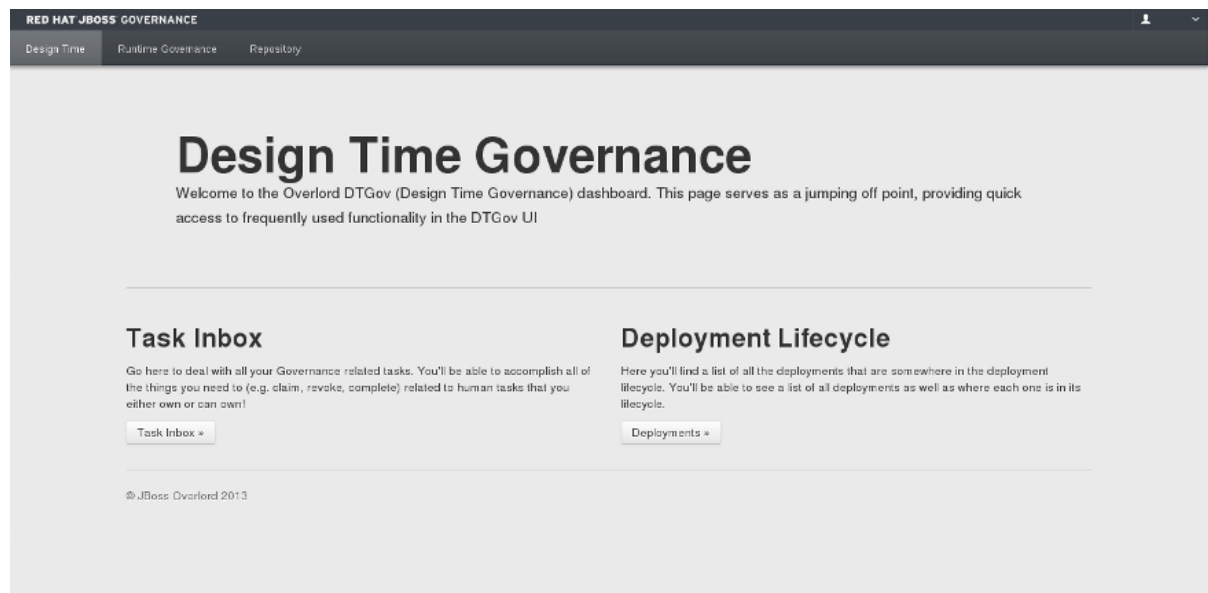 RED HAT JBOSS GOVERNANCE
Design Time Runtime Governance Repository
Design Time Governance
Welcome to the Overlord DTGov (Design Time Governance) dashboard. This page serves as a jumping off point, providing quick
access to frequently used functionality in the DTGov UI
Task Inbox
Go here to deal with all your Governance related tasks. You'll be able to accomplish all of
the things you need to (e.g. claim, revoke, complete) related to human tasks that you
either own or can own!
Task Inbox »
Deployment Lifecycle
Here you'll find a list of all the deployments that are somewhere in the deployment
lifecycle. You'll be able to see a list of all deployments as well as where each one is in its
lifecycle.
Deployments »
© JBoss Overlord 2013